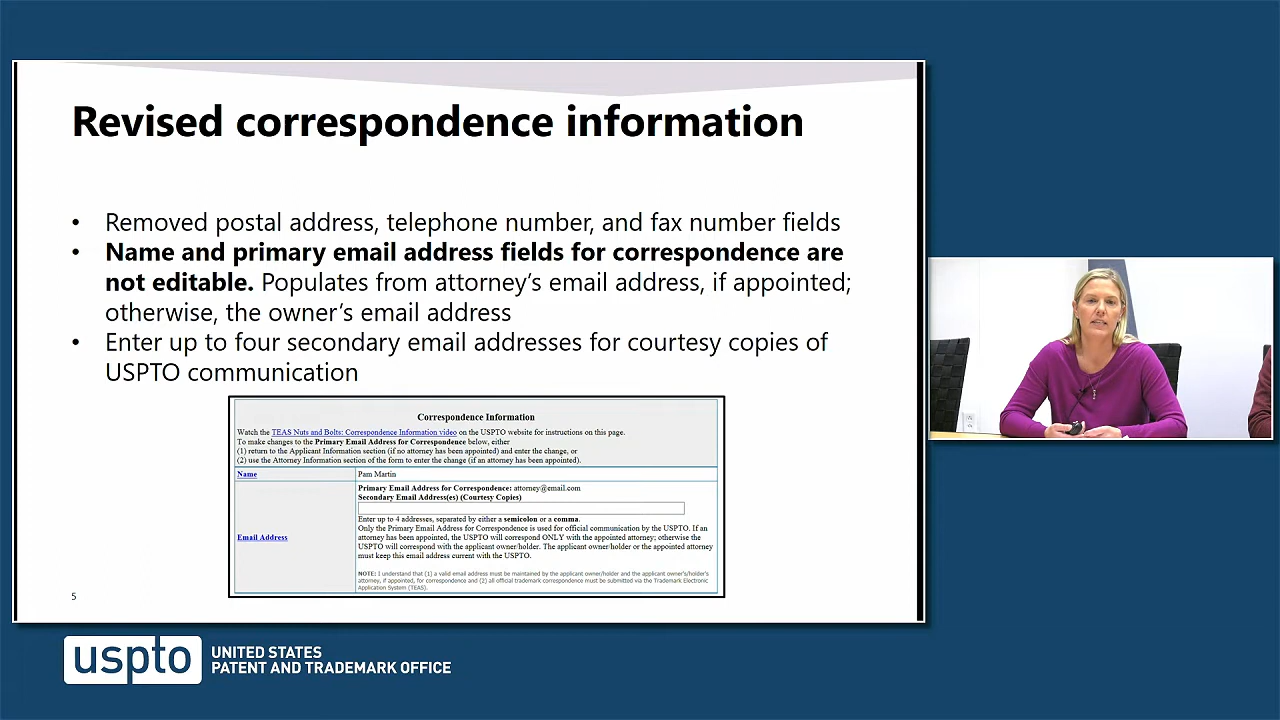 Revised correspondence information
• Removed postal address, telephone number, and fax number fields
• Name and primary email address fields for correspondence are
not editable. Populates from attorney’s email address, if appointed;
otherwise, the owner’s email address
• Enter up to four secondary email addresses for courtesy copies of
USPTO communication
Correspondence Information
Watch the TEAS Nuts and Bolts: Correspondence Information video on the USPTO website for instructions on this page.
To make changes to the Primary Email Address for Correspondence below, either
(1) return to the Applicant Information section (if no attorney has been appointed) and enter the change, or
(2) use the Attorney Information section of the form to enter the change (if an attorney has been appointed).
Name
Pam Martin
Primary Email Address for Correspondence: attorney@email.com
Secondary Email Address(es) (Courtesy Copies)
Enter up to 4 addresses, separated by either a semicolon or a comma.
Only the Primary Email Address for Correspondence is used for official communication by the USPTO. If an
Email Address
attorney has been appointed, the USPTO will correspond ONLY with the appointed attorney; otherwise the
USPTO will correspond with the applicant owner/holder. The applicant owner/holder or the appointed attorney
must keep this email address current with the USPTO.
NOTE: I understand that (1) a valid email address must be maintained by the applicant owner/holder and the applicant owner's/holder's
attorney, if appointed, for correspondence and (2) all official trademark correspondence must be submitted via the Trademark Electronic
Application System (TEAS).
5
uspto
UNITED STATES
PATENT AND TRADEMARK OFFICE